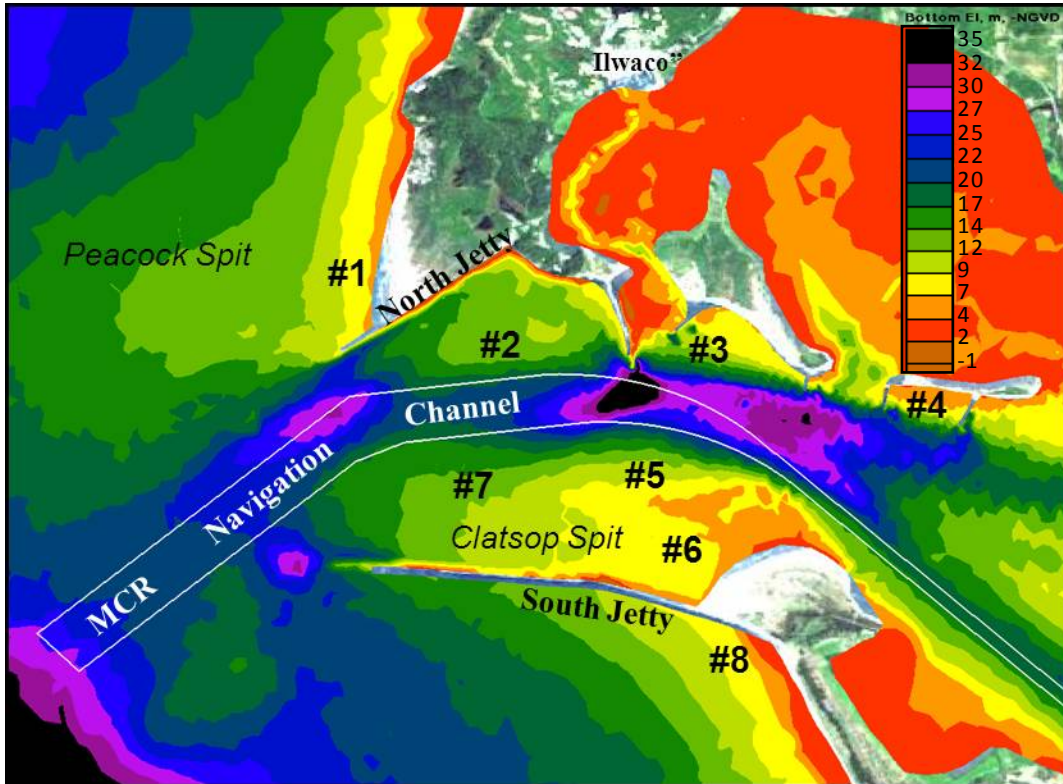 Bottom El, m, -NGVD
35
32
30
27
25
22
20
17
14
12
9
7
4
2
-1
Ilwaco”
Peacock Spit
#1
North Jetty
#2
#3
#4
Channel
Navigation
MCR
#5
#7
Clatsop Spit
#6
South Jetty
#8